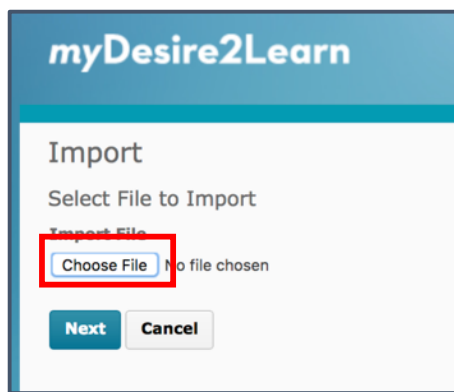 myDesire2Learn
Import
Select File to Import
Import File
Choose File No file chosen
Next Cancel